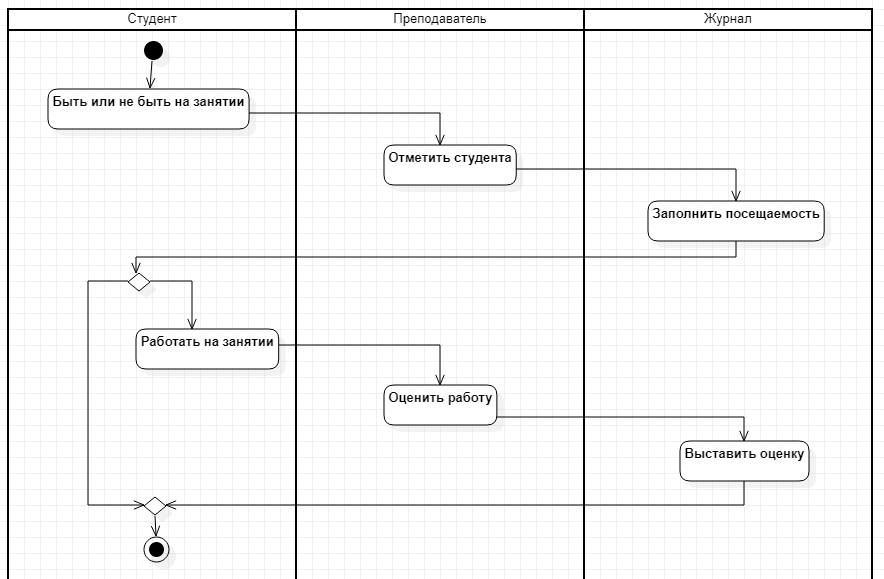 Студент
Преподаватель
Журнал
Быть или не быть на занятии
Отметить студента
Заполнить посещаемость
Работать на занятии
Оценить работу
Выставить оценку